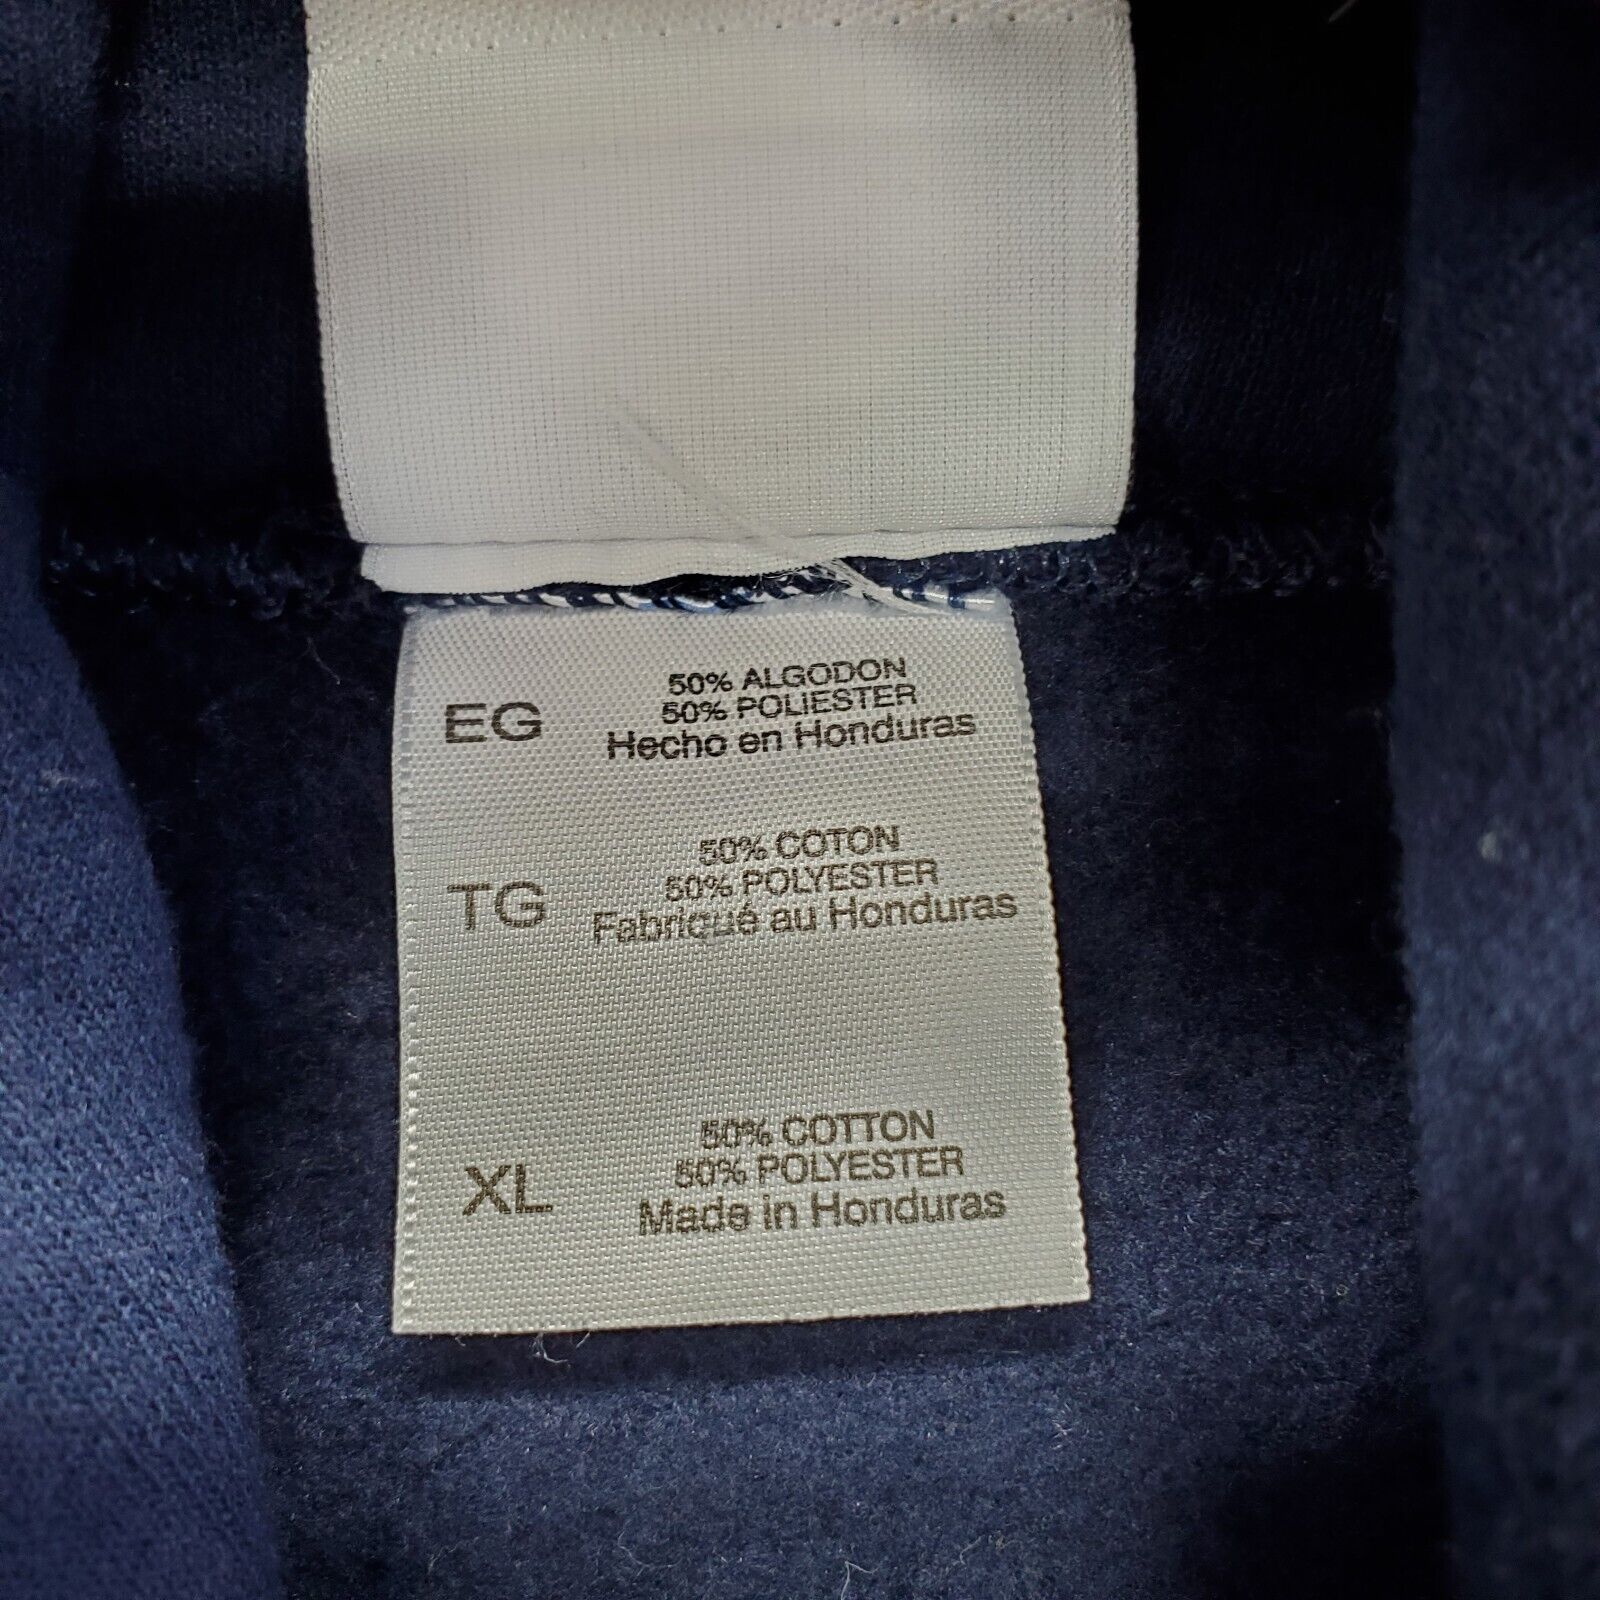 50% ALGODON
50% POLIESTER
EG Hecho en Honduras
50% COTON
50% POLYESTER
TG Fabriqué au Honduras
50% COTTON
50% POLYESTER
XL Made in Honduras